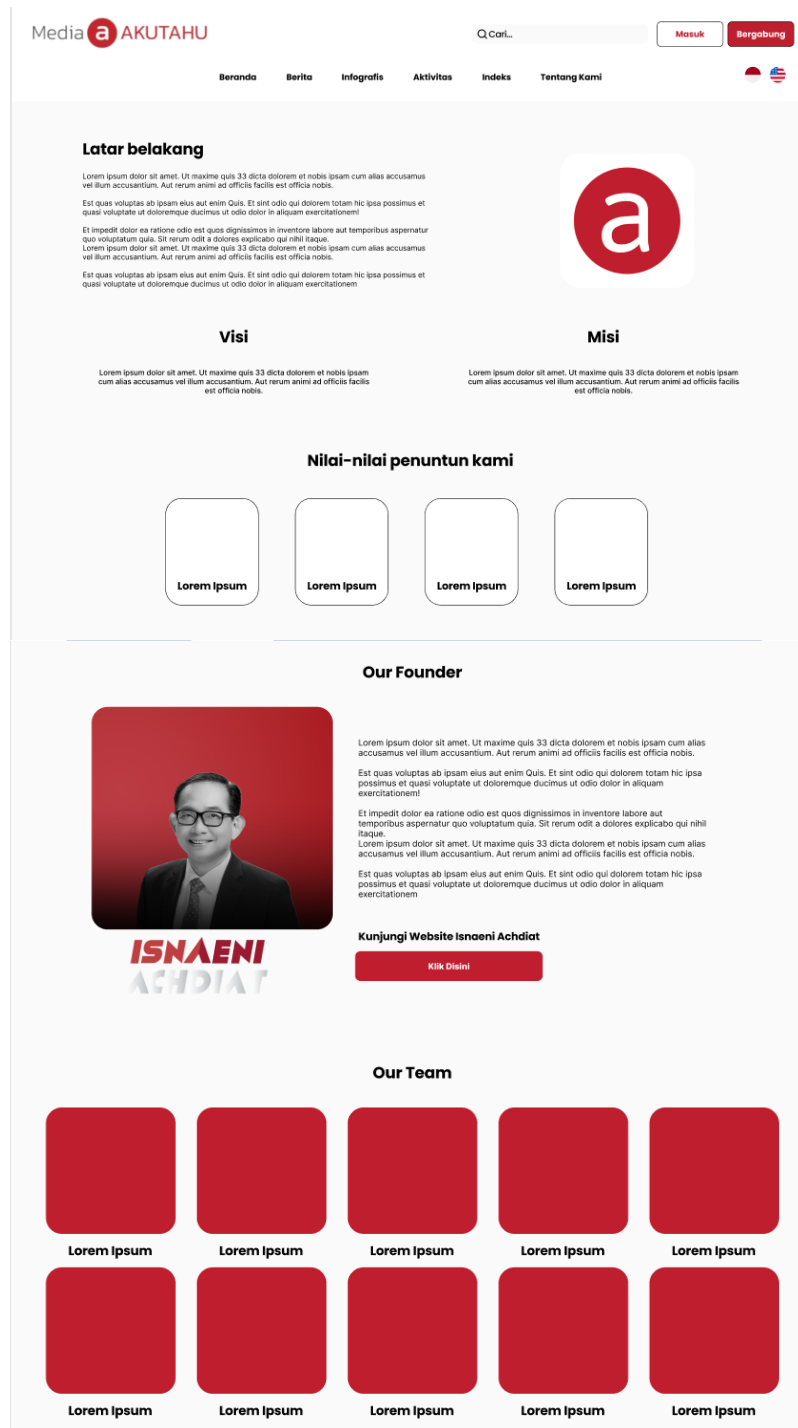 Media a AKUTAHU
Cari...
Masuk
Bergabung
Beranda
Berita
Infografis
Aktivitas
Indeks
Tentang Kami
Latar belakang
Lorem ipsum dolor sit amet. Ut maxime quis 33 dicta dolorem et nobis ipsam cum alias accusamus
vel illum accusantium. Aut rerum animi ad officiis facilis est officia nobis.
Est quas voluptas ab ipsam eius aut enim Quis. Et sint odio qui dolorem totam hic ipsa possimus et
quasi voluptate ut doloremque ducimus ut odio dolor in aliquam exercitationem!
Et impedit dolor ea ratione odio est quos dignissimos in inventore labore aut temporibus aspernatur
quo voluptatum quia. Sit rerum odit a dolores explicabo qui nihil itaque.
Lorem ipsum dolor sit amet. Ut maxime quis 33 dicta dolorem et nobis ipsam cum alias accusamus
vel illum accusantium. Aut rerum animi ad officiis facilis est officia nobis.
Est quas voluptas ab ipsam eius aut enim Quis. Et sint odio qui dolorem totam hic ipsa possimus et
quasi voluptate ut doloremque ducimus ut odio dolor in aliquam exercitationem
a
Visi
Lorem ipsum dolor sit amet. Ut maxime quis 33 dicta dolorem et nobis ipsam
cum alias accusamus vel illum accusantium. Aut rerum animi ad officiis facilis
est officia nobis.
Misi
Lorem ipsum dolor sit amet. Ut maxime quis 33 dicta dolorem et nobis ipsam
cum alias accusamus vel illum accusantium. Aut rerum animi ad officiis facilis
est officia nobis.
Nilai-nilai penuntun kami
Lorem Ipsum
Lorem Ipsum
Lorem Ipsum
Lorem Ipsum
Our Founder
ISNAENI
ACHDIAT
Lorem ipsum dolor sit amet. Ut maxime quis 33 dicta dolorem et nobis ipsam cum alias
accusamus vel illum accusantium. Aut rerum animi ad officiis facilis est officia nobis.
Est quas voluptas ab ipsam eius aut enim Quis. Et sint odio qui dolorem totam hic ipsa
possimus et quasi voluptate ut doloremque ducimus ut odio dolor in aliquam
exercitationem!
Et impedit dolor ea ratione odio est quos dignissimos in inventore labore aut
temporibus aspernatur quo voluptatum quia. Sit rerum odit a dolores explicabo qui nihil
itaque.
Lorem ipsum dolor sit amet. Ut maxime quis 33 dicta dolorem et nobis ipsam cum alias
accusamus vel illum accusantium. Aut rerum animi ad officiis facilis est officia nobis.
Est quas voluptas ab ipsam eius aut enim Quis. Et sint odio qui dolorem totam hic ipsa
possimus et quasi voluptate ut doloremque ducimus ut odio dolor in aliquam
exercitationem
Kunjungi Website Isnaeni Achdiat
Klik Disini
Our Team
Lorem Ipsum
Lorem Ipsum
Lorem Ipsum
Lorem Ipsum
Lorem Ipsum
Lorem Ipsum
Lorem Ipsum
Lorem Ipsum
Lorem Ipsum
Lorem Ipsum